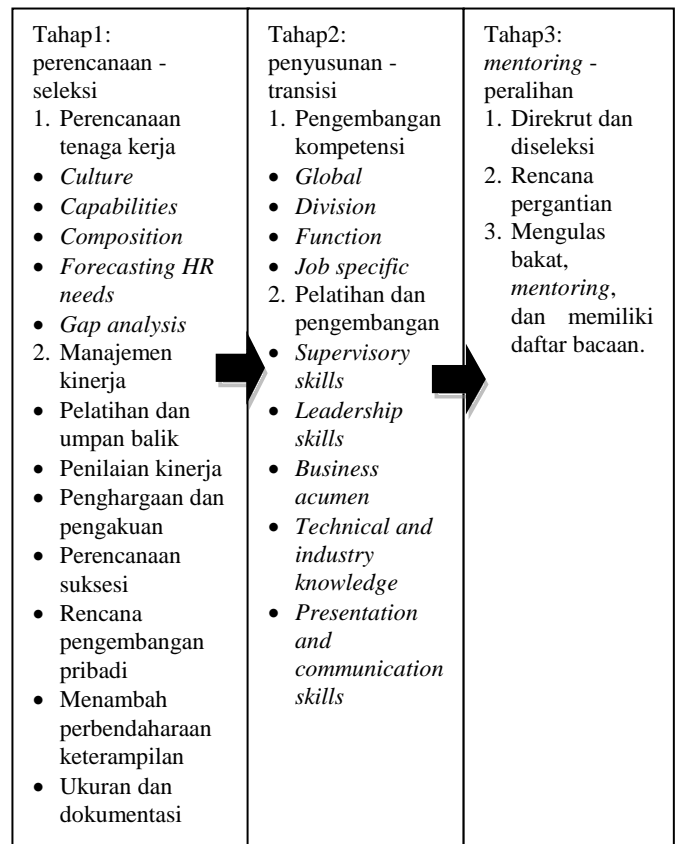 Tahap1:
perencanaan -
seleksi
1. Perencanaan
tenaga kerja
• Culture
• Capabilities
• Composition
• Forecasting HR
needs
• Gap analysis
2. Manajemen
kinerja
• Pelatihan dan
umpan balik
• Penilaian kinerja
• Penghargaan dan
pengakuan
• Perencanaan
suksesi
• Rencana
pengembangan
pribadi
• Menambah
perbendaharaan
keterampilan
• Ukuran dan
dokumentasi
Tahap2:
penyusunan -
transisi
1. Pengembangan
kompetensi
• Global
• Division
• Function
• Job specific
2. Pelatihan dan
pengembangan
• Supervisory
skills
• Leadership
skills
• Business
acumen
• Technical and
industry
knowledge
• Presentation
and
communication
skills
Tahap3:
mentoring -
peralihan
1. Direkrut dan
diseleksi
2. Rencana
pergantian
3. Mengulas
bakat,
mentoring,
dan memiliki
daftar bacaan.